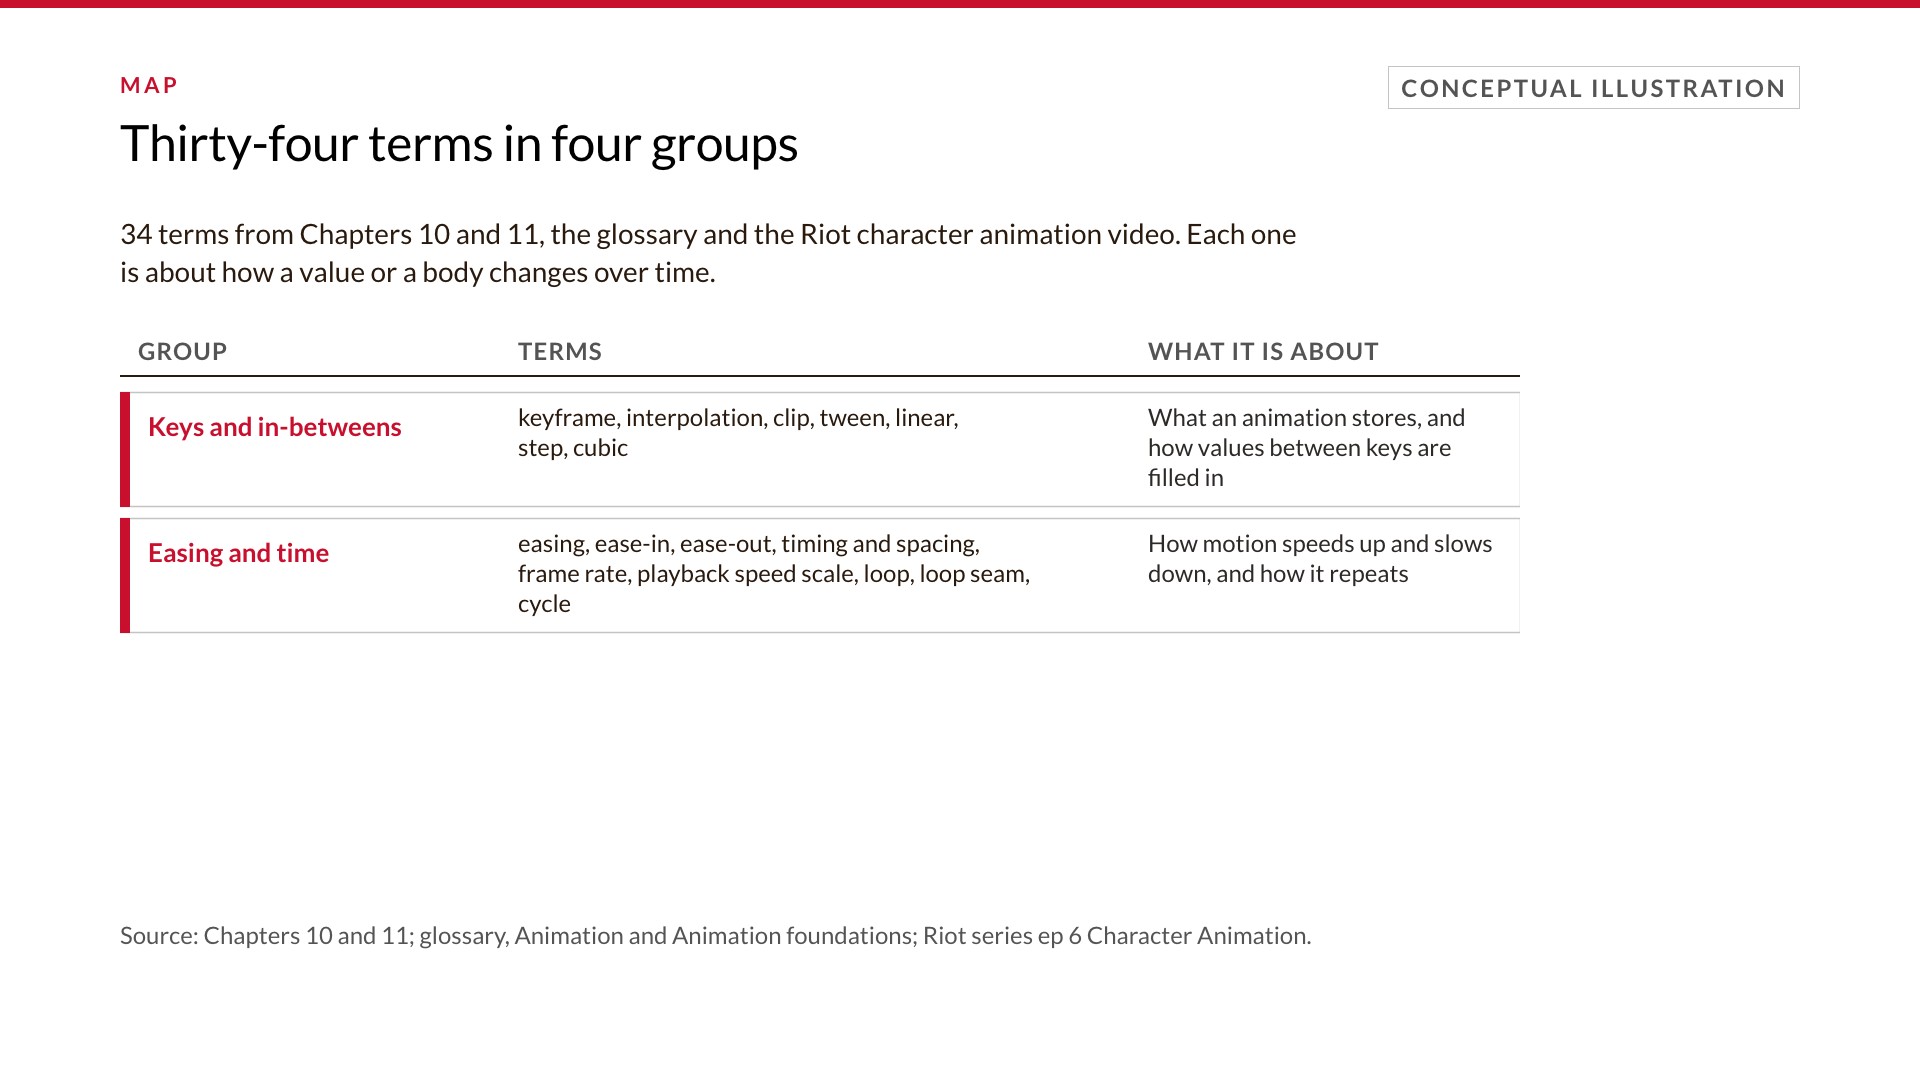 MAP
CONCEPTUAL ILLUSTRATION
Thirty-four terms in four groups
34 terms from Chapters 10 and 11, the glossary and the Riot character animation video. Each one
is about how a value or a body changes over time.
GROUP
TERMS
WHAT IT IS ABOUT
Keys and in-betweens
keyframe, interpolation, clip, tween, linear,
step, cubic
What an animation stores, and
how values between keys are
filled in
Easing and time
easing, ease-in, ease-out, timing and spacing,
frame rate, playback speed scale, loop, loop seam,
cycle
How motion speeds up and slows
down, and how it repeats
Source: Chapters 10 and 11; glossary, Animation and Animation foundations; Riot series ep 6 Character Animation.